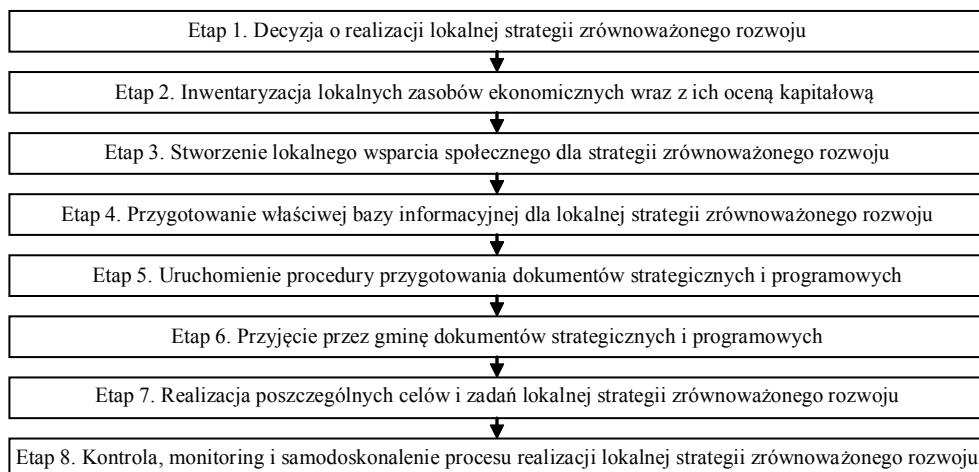 Etap 1. Decyzja o realizacji lokalnej strategii zrównoważonego rozwoju
Etap 2. Inwentaryzacja lokalnych zasobów ekonomicznych wraz z ich oceną kapitałową
Etap 3. Stworzenie lokalnego wsparcia społecznego dla strategii zrównoważonego rozwoju
Etap 4. Przygotowanie właściwej bazy informacyjnej dla lokalnej strategii zrównoważonego rozwoju
Etap 5. Uruchomienie procedury przygotowania dokumentów strategicznych i programowych
Etap 6. Przyjęcie przez gminę dokumentów strategicznych i programowych
Etap 7. Realizacja poszczególnych celów i zadań lokalnej strategii zrównoważonego rozwoju
Etap 8. Kontrola, monitoring i samodoskonalenie procesu realizacji lokalnej strategii zrównoważonego rozwoju